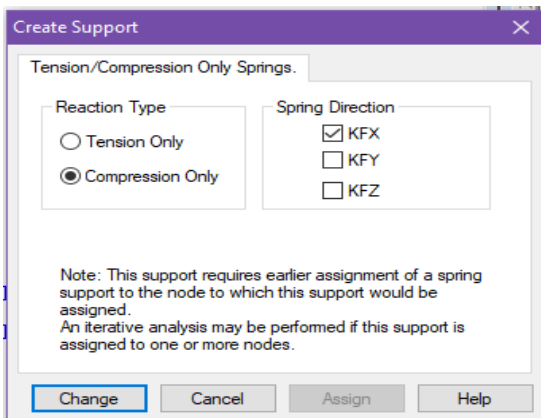 Create Support
Tension/Compression Only Springs.
Reaction Type
Spring Direction
Tension Only
KFX
KFY
Compression Only
KFZ
Note: This support requires earlier assignment of a spring
support to the node to which this support would be
assigned.
An iterative analysis may be performed if this support is
assigned to one or more nodes.
Change
Cancel
Assign
Help